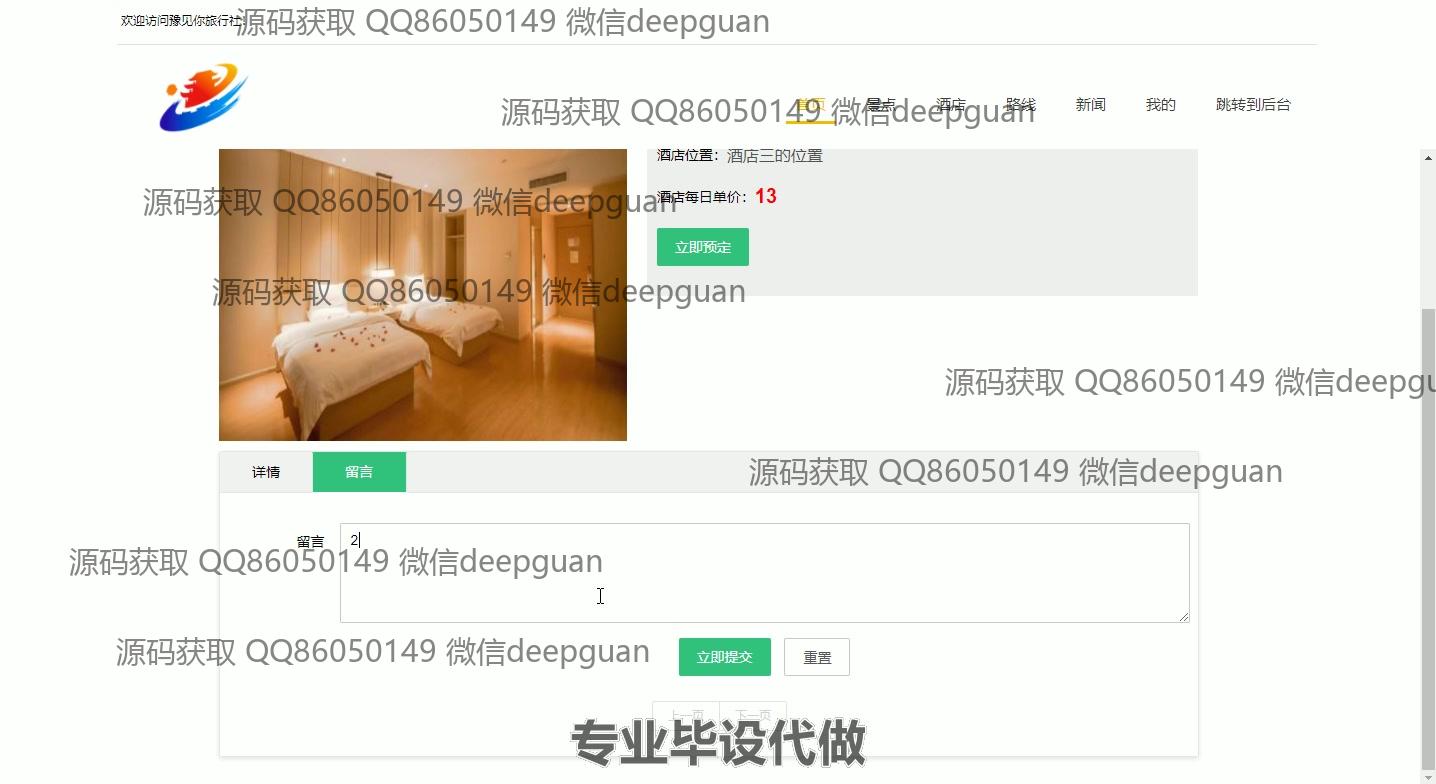 欢迎访问豫见你旅行社
源码获取 QQ86050149 微信deepguan
首页 景点 酒店 路线 新闻 我的 跳转到后台
源码获取 QQ86050149 微信deepguan
酒店位置：酒店三的位置
酒店每日单价：13
源码获取 QQ86050149 微信deepguan
立即预定
源码获取 QQ86050149 微信deepguan
源码获取 QQ86050149 微信deepgu
详情 留言
源码获取 QQ86050149 微信deepguan
留言 2
源码获取 QQ86050149 微信deepguan
源码获取 QQ86050149 微信deepguan
立即提交 重置
上一页 下一页
专业毕设代做